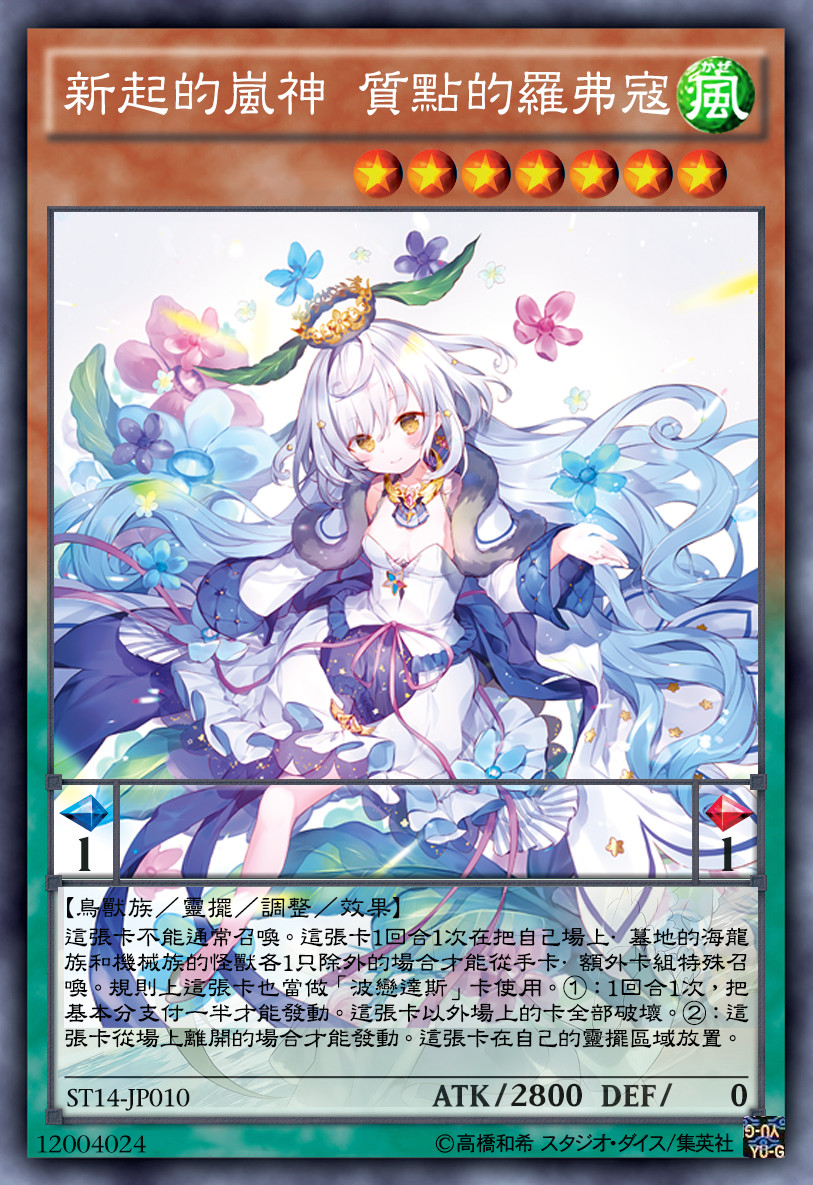 新起的嵐神 質點的羅弗寇
かぜ
風
1
1
【鳥獸族／靈擺／調整／效果】
這張卡不能通常召喚。這張卡1回合1次在把自己場上·墓地的海龍
族和機械族的怪獸各1只除外的場合才能從手卡·額外卡組特殊召
喚。規則上這張卡也當做「波戀達斯」卡使用。①：1回合1次，把
基本分支付一半才能發動。這張卡以外場上的卡全部破壞。②：這
張卡從場上離開的場合才能發動。這張卡在自己的靈擺區域放置。
ST14-JP010
ATK/2800 DEF/ 0
12004024
©高橋和希 スタジオ・ダイス/集英社
YU-G
YU-G